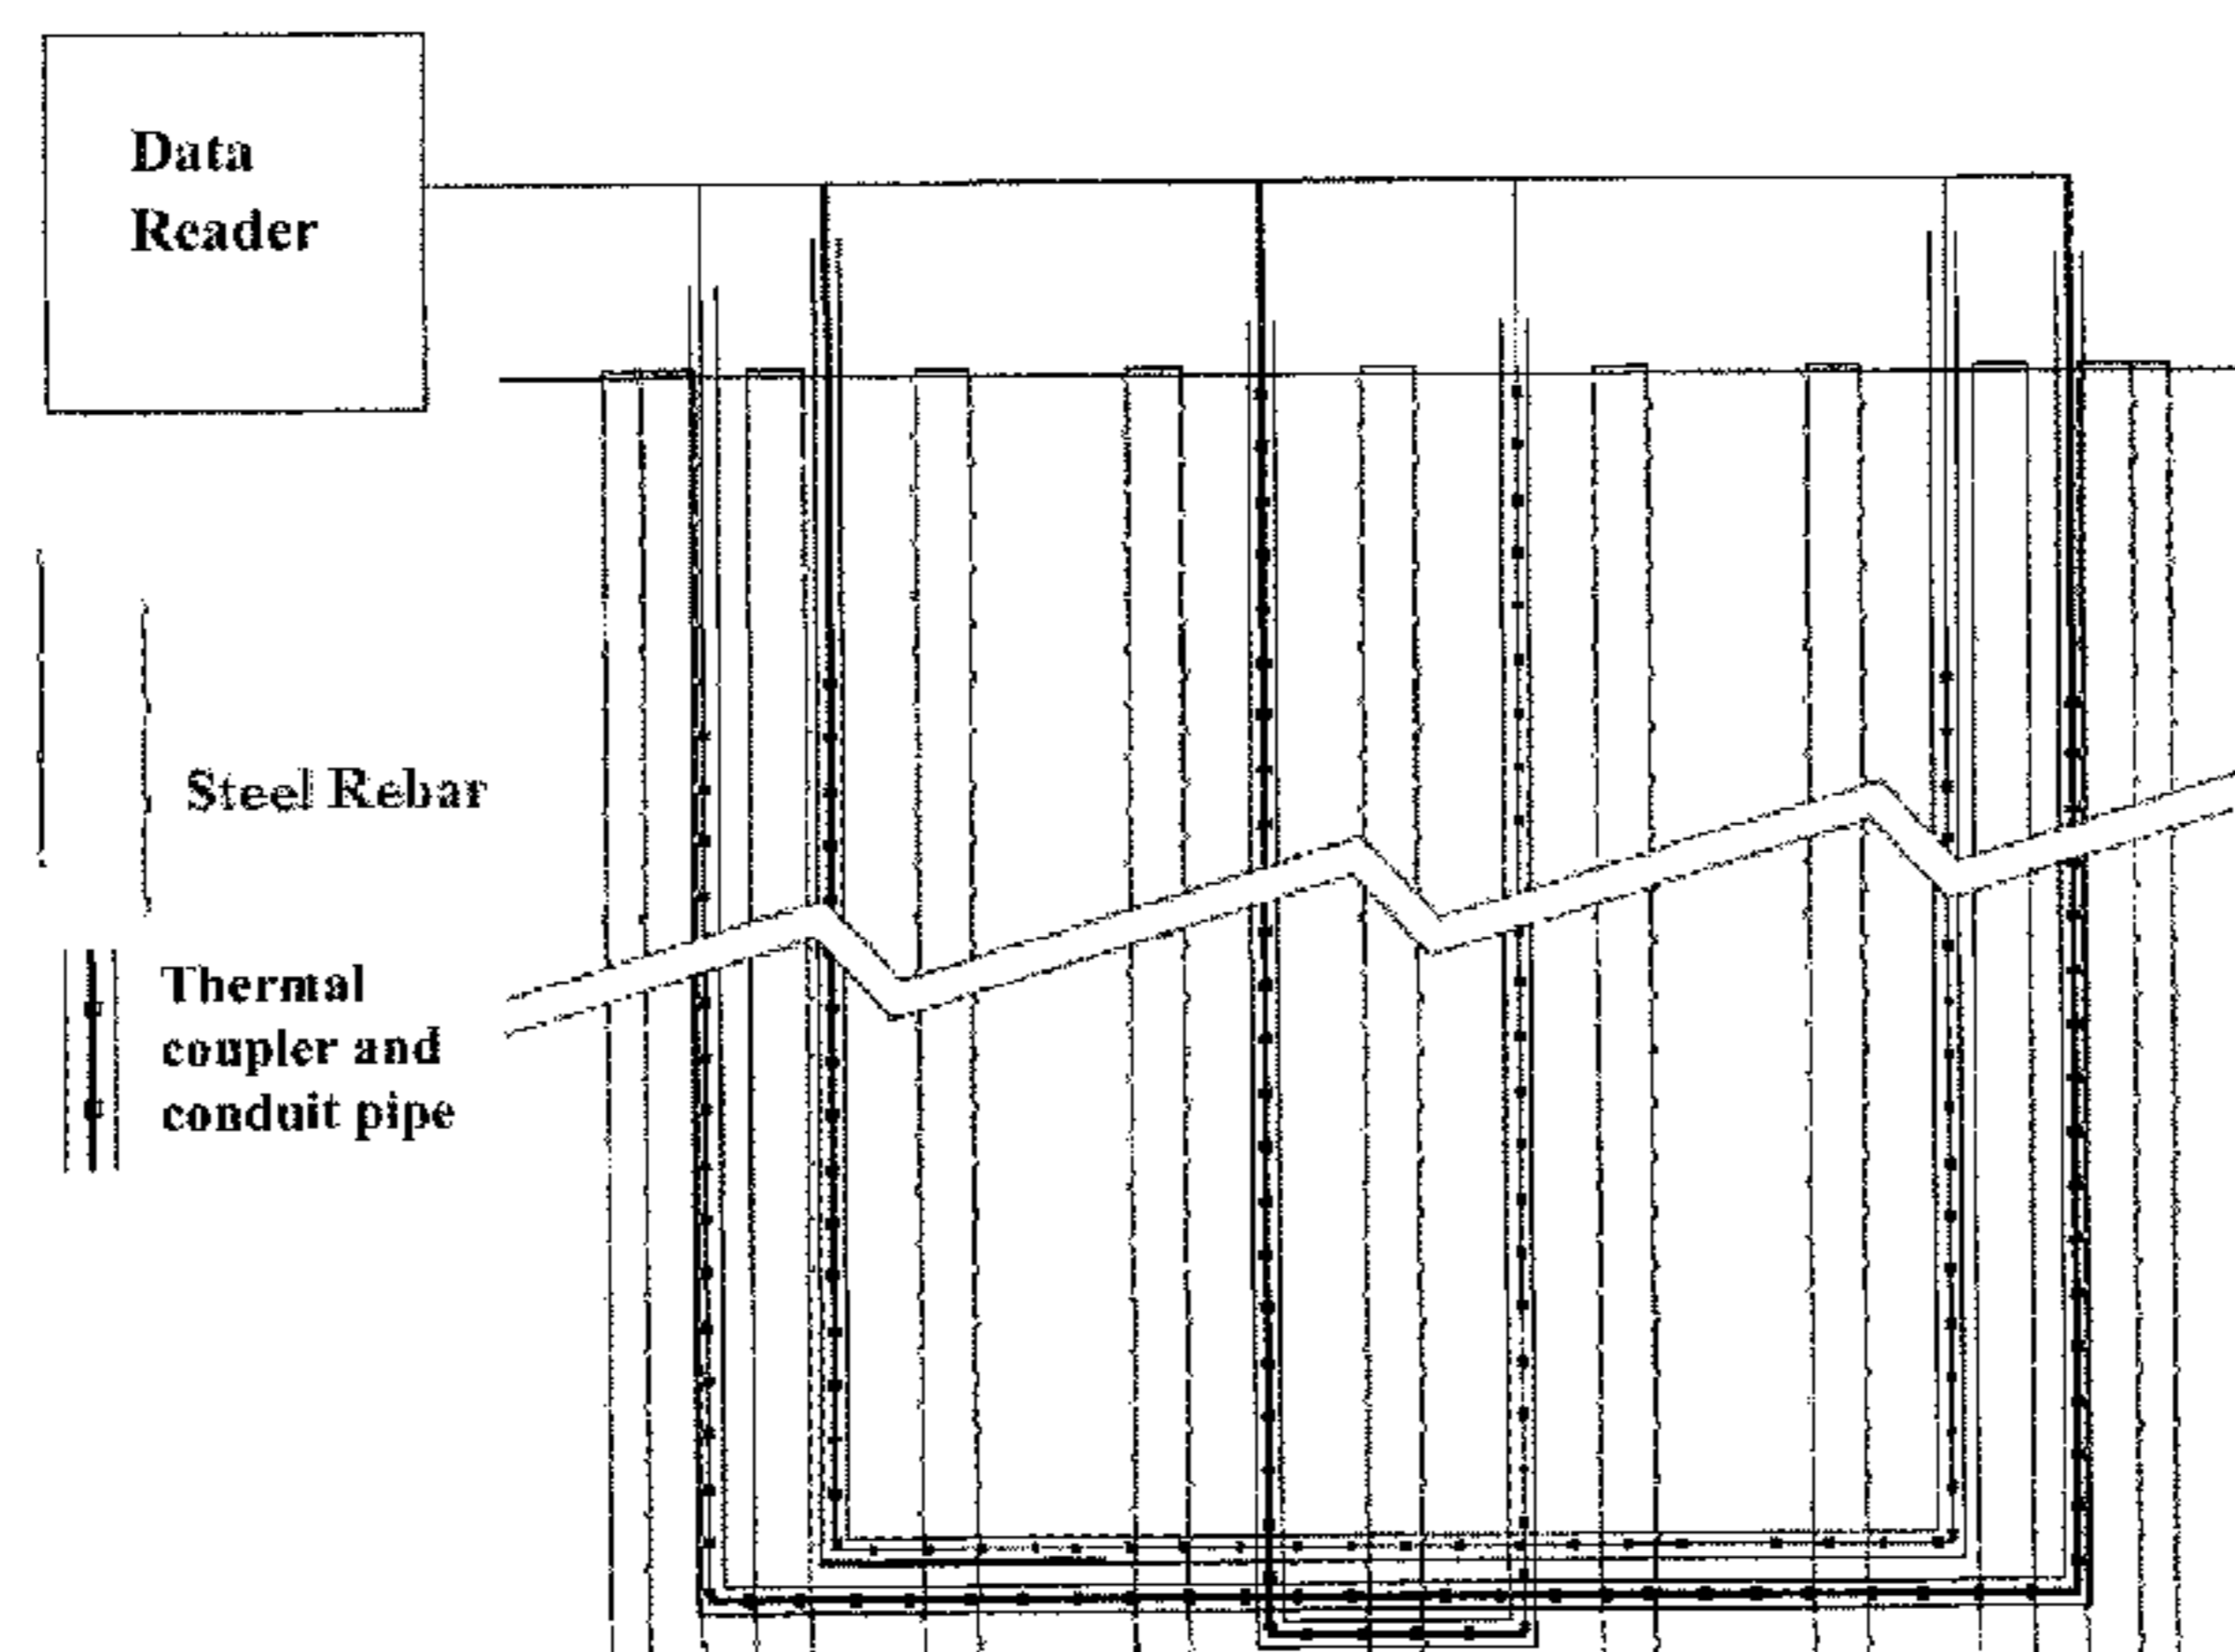 Data
Reader
Steel Rebar
Thermal
coupler and
conduit pipe